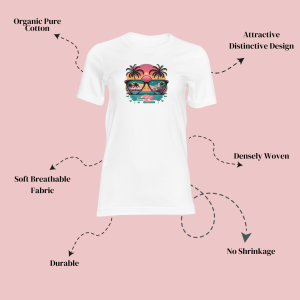 Organic Pure
Cotton
Attractive
Distinctive Design
Densely Woven
Soft Breathable
Fabric
No Shrinkage
Durable